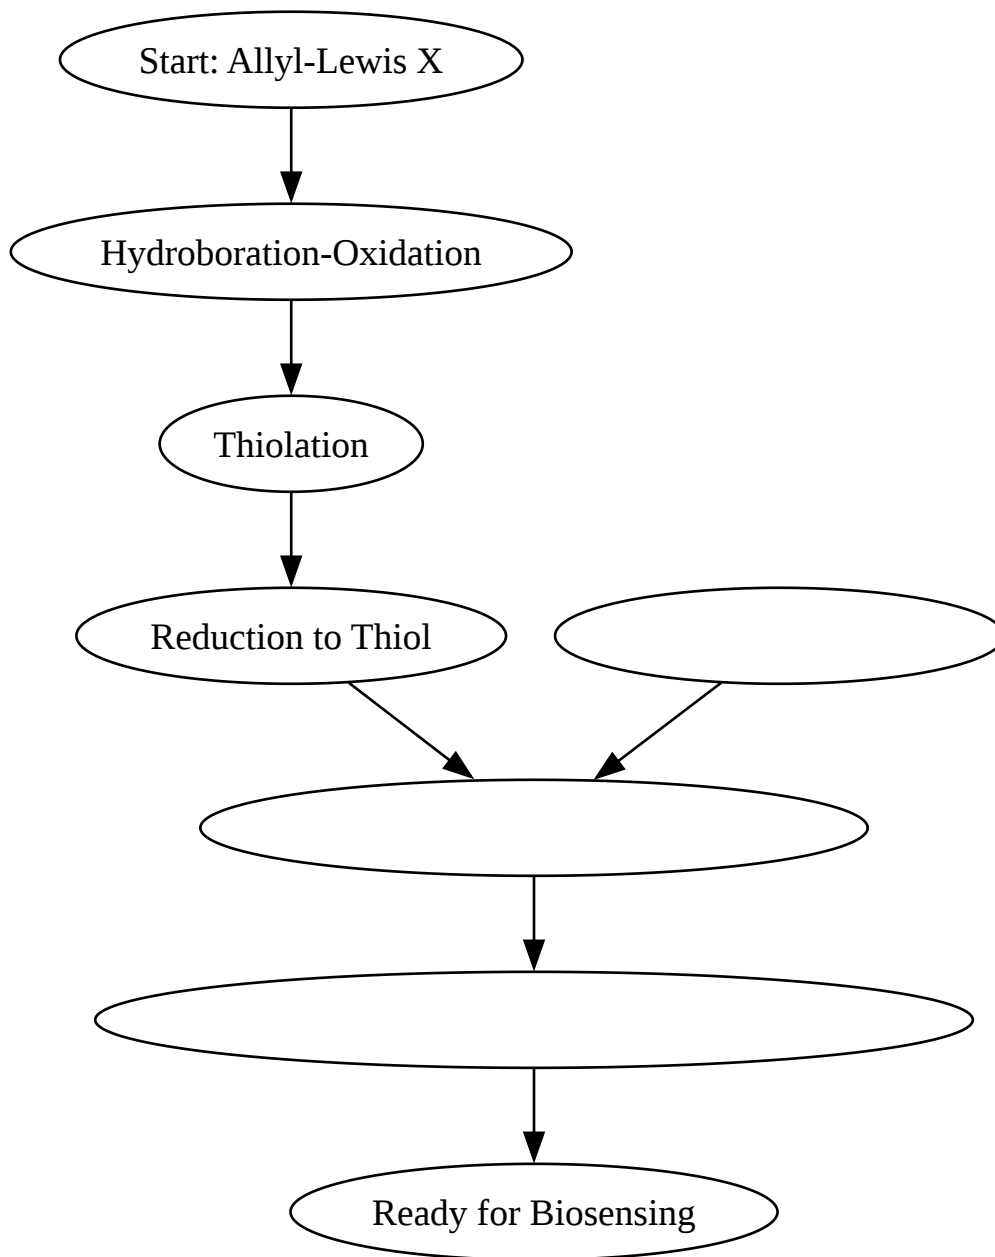 Start: Allyl-Lewis X
Hydroboration-Oxidation
Thiolation
Reduction to Thiol
Ready for Biosensing